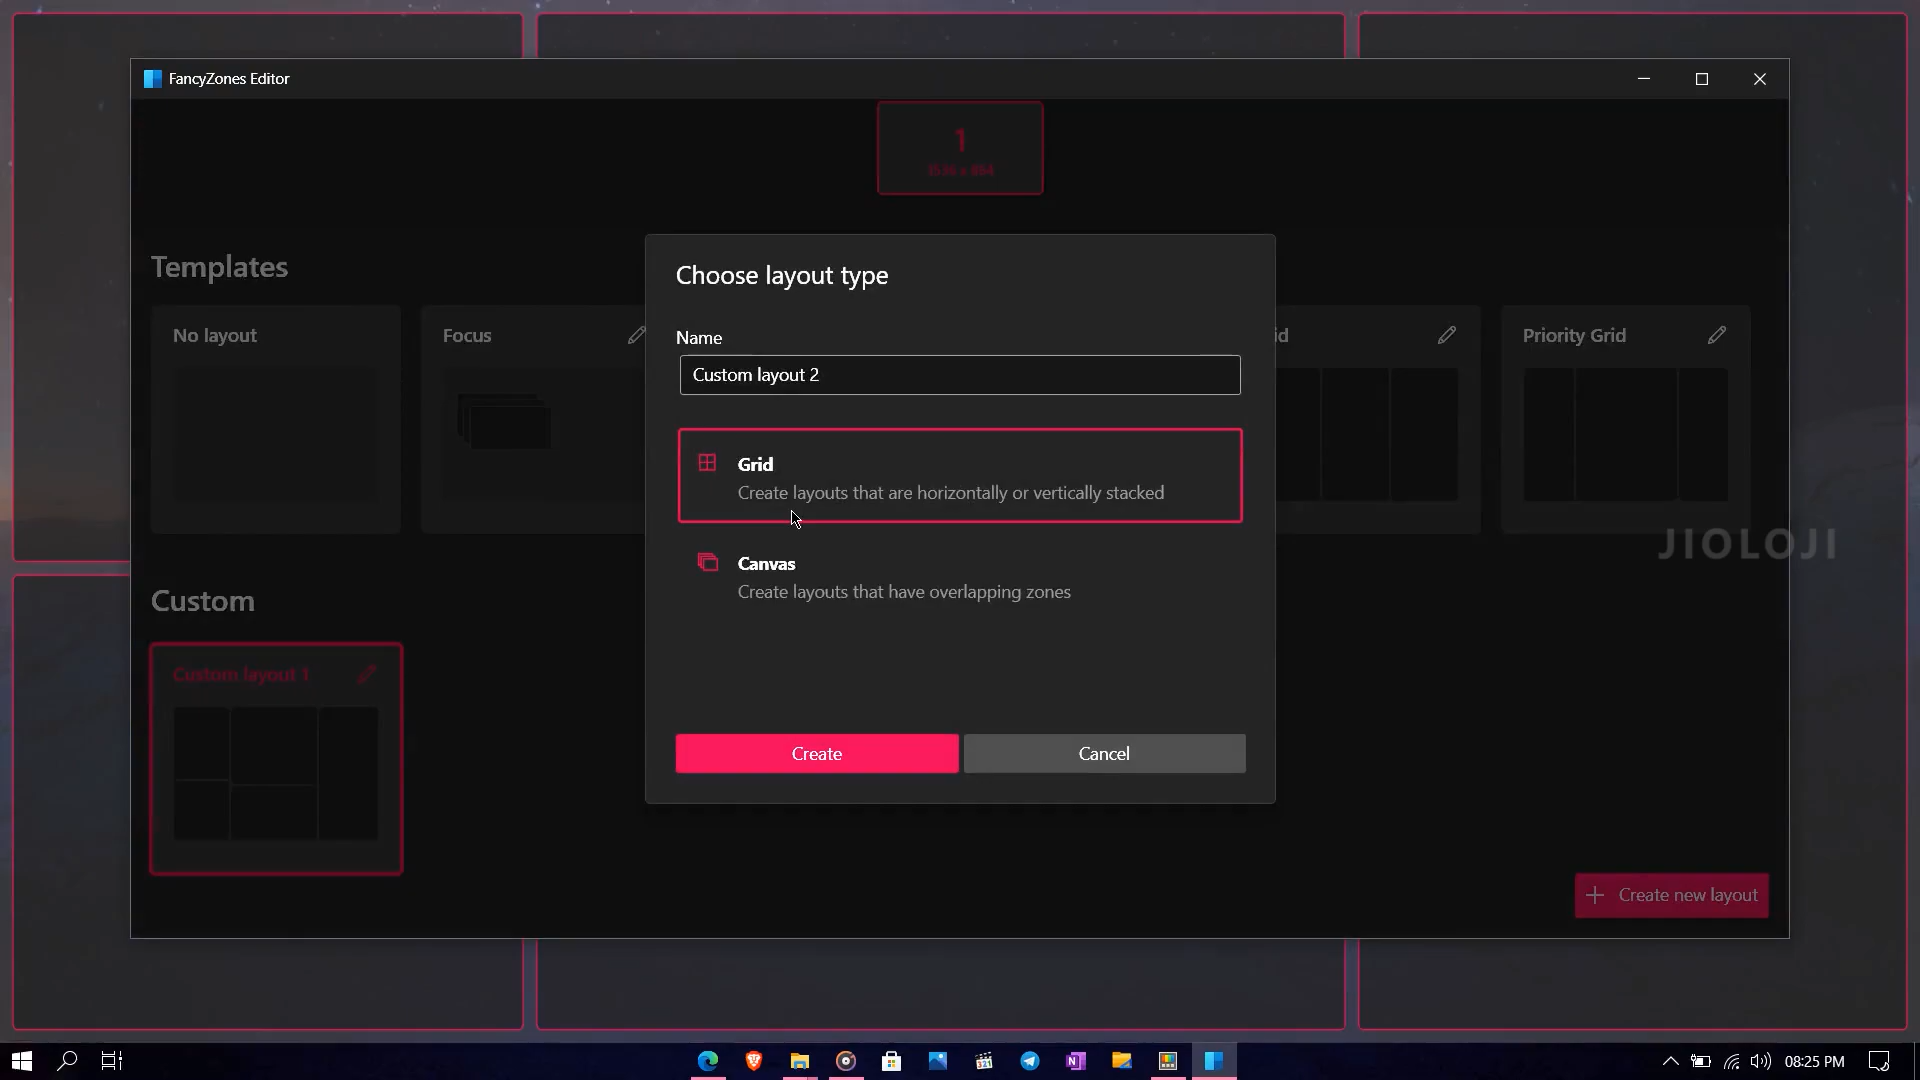 FancyZones Editor
1
Templates
No layout
Focus
id
Priority Grid
Choose layout type
Name
Custom layout 2
Grid
Create layouts that are horizontally or vertically stacked
Canvas
Create layouts that have overlapping zones
Create
Cancel
JIOLOJI
Custom
Custom layout 1
Create new layout
08:25 PM